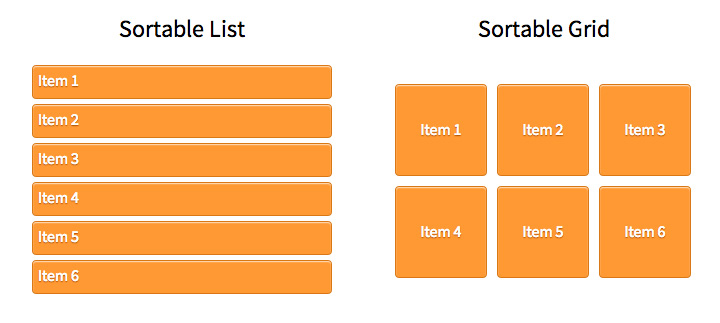 Sortable List
Item 1
Item 2
Item 3
Item 4
Item 5
Item 6
Sortable Grid
Item 1 Item 2 Item 3
Item 4 Item 5 Item 6